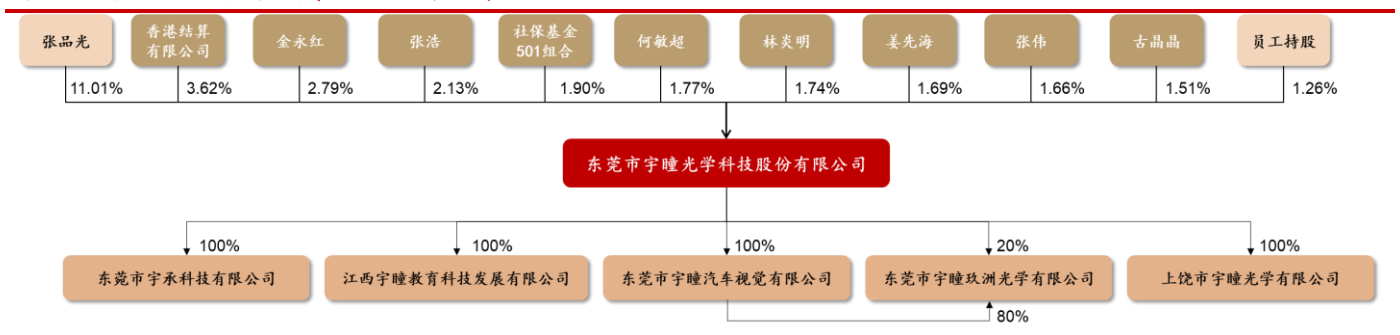 张品光
香港结算
有限公司
金永红
张浩
社保基金
501组合
何敏超
林炎明
姜先海
张伟
古晶晶
员工持股
11.01%
3.62%
2.79%
2.13%
1.90%
1.77%
1.74%
1.69%
1.66%
1.51%
1.26%
东莞市宇瞳光学科技股份有限公司
100%
100%
100%
20%
100%
东莞市宇承科技有限公司
江西宇瞳教育科技发展有限公司
东莞市宇瞳汽车视觉有限公司
东莞市宇瞳玖洲光学有限公司
上饶市宇瞳光学有限公司
80%